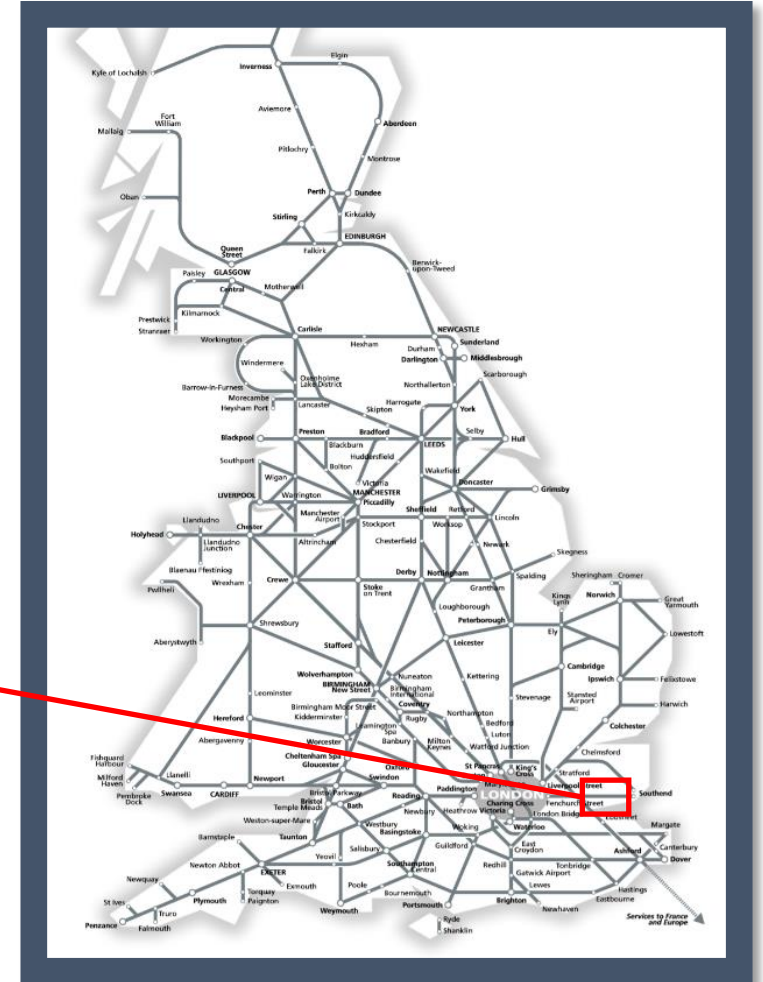 Elgin
Kyle of Lochalsh
Inverness
Aviemore
Fort
William
Mallaig
Aberdeen
Pitlochry
Montrose
Perth
Dundee
Oban
Stirling
Kirkcaldy
Queen
Street
EDINBURGH
Falkirk
Berwick-
upon-Tweed
Paisley
GLASGOW
Central
Motherwell
Prestwick
Kilmarnock
Stranraer
Carlisle
NEWCASTLE
Workington
Hexham
Durham
Sunderland
Darlington
Middlesbrough
Windermere
Scarborough
Oxenholme
Lake District
Barrow-in-Furness
Northallerton
Morecambe
Heysham Port
Lancaster
Harrogate
York
Skipton
Blackpool
Preston
Bradford
Selby
Hull
Blackburn
LEEDS
Huddersfield
Southport
Bolton
Wakefield
Wigan
Victoria
Doncaster
Grimsby
LIVERPOOL
Warrington
MANCHESTER
Piccadilly
Manchester
Airport
Sheffield
Retford
Lincoln
Llandudno
Stockport
Worksop
Holyhead
Chester
Llandudno
Junction
Altrincham
Chesterfield
Newark
Skegness
Blaenau Ffestiniog
Pwllheli
Wrexham
Crewe
Stoke
on Trent
Derby
Nottingham
Grantham
Spalding
Sheringham
Cromer
Kings
Lynn
Norwich
Great
Yarmouth
Loughborough
Shrewsbury
Peterborough
Aberystwyth
Stafford
Leicester
Ely
Lowestoft
Wolverhampton
BIRMINGHAM
New Street
Nuneaton
Birmingham
International
Kettering
Cambridge
Ipswich
Felixstowe
Leominster
Birmingham Moor Street
Coventry
Stevenage
Stansted
Airport
Harwich
Hereford
Kidderminster
Leamington
Spa
Rugby
Northampton
Bedford
Colchester
Abergavenny
Worcester
Banbury
Milton
Keynes
Luton
Watford Junction
Chelmsford
Fishguard
Harbour
Cheltenham Spa
Gloucester
Oxford
St Pancras
King's
Cross
Stratford
Milford
Haven
Llanelli
Newport
Swindon
Liverpool Street
Pembroke
Dock
Swansea
CARDIFF
Bristol Parkway
Bristol
Temple Meads
Bath
Reading
Paddington
LONDON
Southend
Newbury
Heathrow
Victoria
Charing Cross
Fenchurch Street
Weston-super-Mare
Westbury
Basingstoke
Woking
Waterloo
London Bridge
Margate
Barnstaple
Taunton
Salisbury
Guildford
East
Croydon
Canterbury
Ashford
Dover
Newton Abbot
Yeovil
Southampton
Central
Redhill
Tonbridge
Gatwick Airport
Newquay
EXETER
Exmouth
Poole
Bournemouth
Lewes
Hastings
Eastbourne
St Ives
Plymouth
Torquay
Paignton
Weymouth
Portsmouth
Brighton
Newhaven
Truro
Falmouth
Penzance
Ryde
Shanklin
Services to France
and Europe